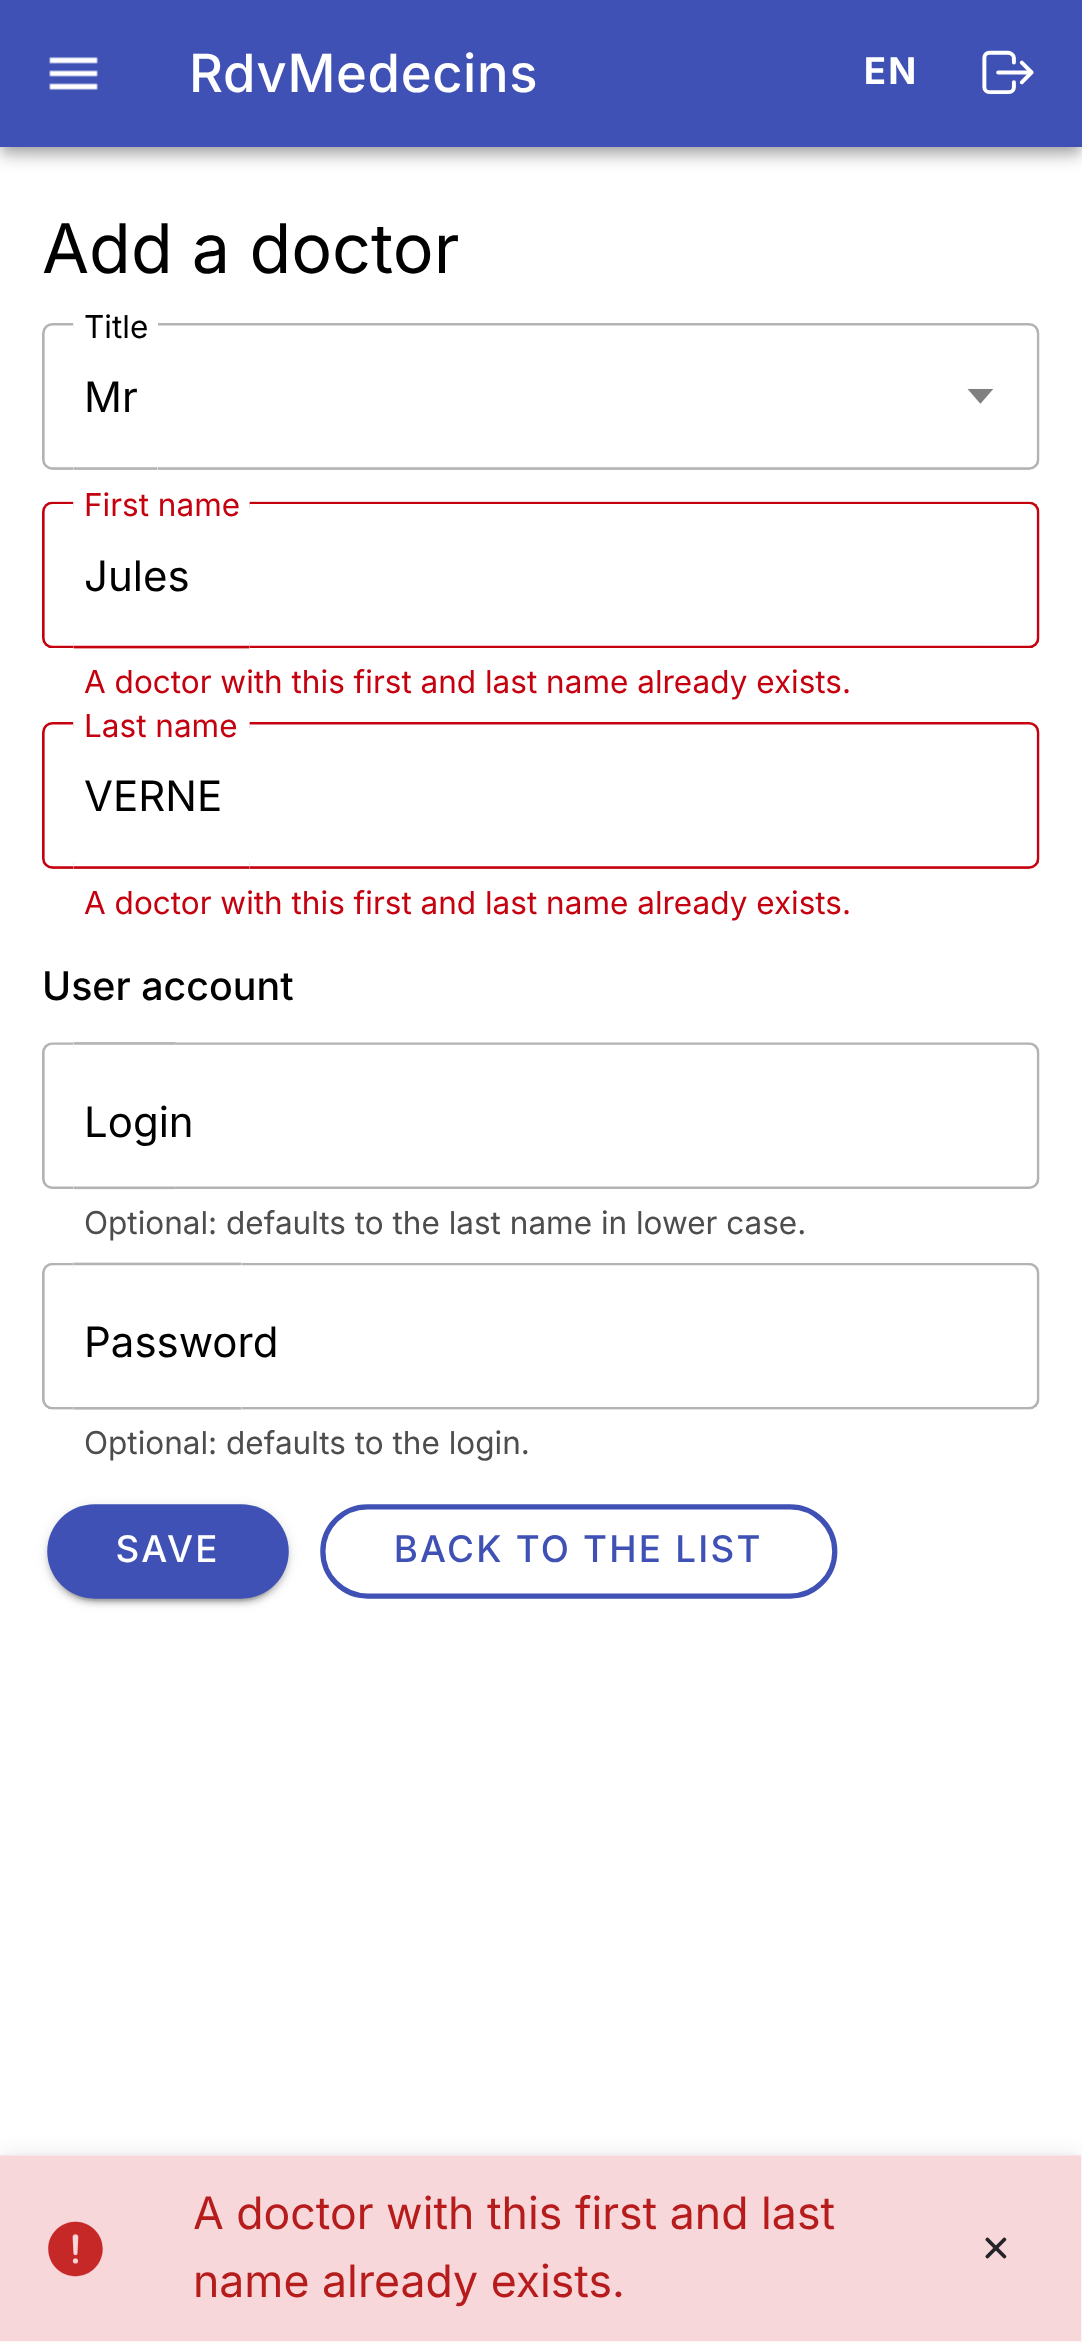 RdvMedecins
EN
Add a doctor
Title
Mr
First name
Jules
A doctor with this first and last name already exists.
Last name
VERNE
A doctor with this first and last name already exists.
User account
Login
Optional: defaults to the last name in lower case.
Password
Optional: defaults to the login.
SAVE
BACK TO THE LIST
A doctor with this first and last
name already exists.